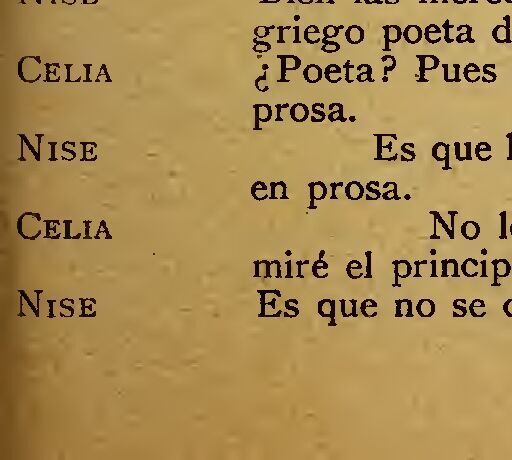 griego poeta d
CELIA ¿Poeta? Pues
prosa.
NISE Es que
en prosa.
CELIA No
miré el princip
NISE Es que no se